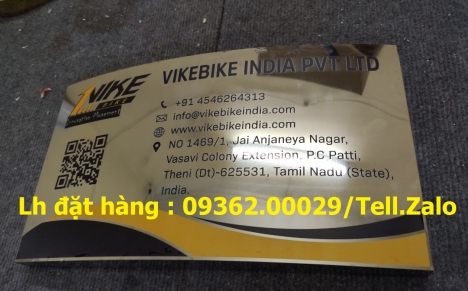 VIKE
BIKE
VIKEBIKE INDIA PVT LTD
+91 4546264313
info@vikebikeindia.com
www.vikebikeindia.com
NO 1469/1, Jai Anjaneya Nagar,
Vasavi Colony Extension, P.C Patti,
Theni (Dt)-625531, Tamil Nadu (State),
India.
Lh đặt hàng : 09362.00029/Tell.Zalo